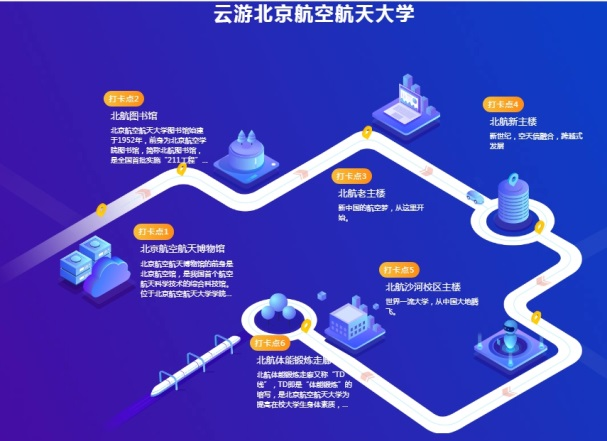 云游北京航空航天大学
打卡点1
北京航空航天博物馆
北京航空航天博物馆的前身是
北京航空馆，是我国首个航空
航天科学技术的综合科技馆。
位于北京航空航天大学学院...
打卡点2
北航图书馆
北京航空航天大学图书馆始建
于1952年，前身为北京航空学
院图书馆，简称北航图书馆，
是全国首批实施“211工程”...
打卡点3
北航老主楼
新中国的航空梦，从这里开
始。
打卡点4
北航新主楼
新世纪，空天信融合，跨越式
发展
打卡点5
北航沙河校区主楼
世界一流大学，从中国大地腾
飞。
打卡点6
北航体能锻炼走廊
北航体能锻炼走廊又称“TD
线”，TD即是“体能锻炼”的
缩写，是北京航空航天大学为
提高在校大学生身体素质，...